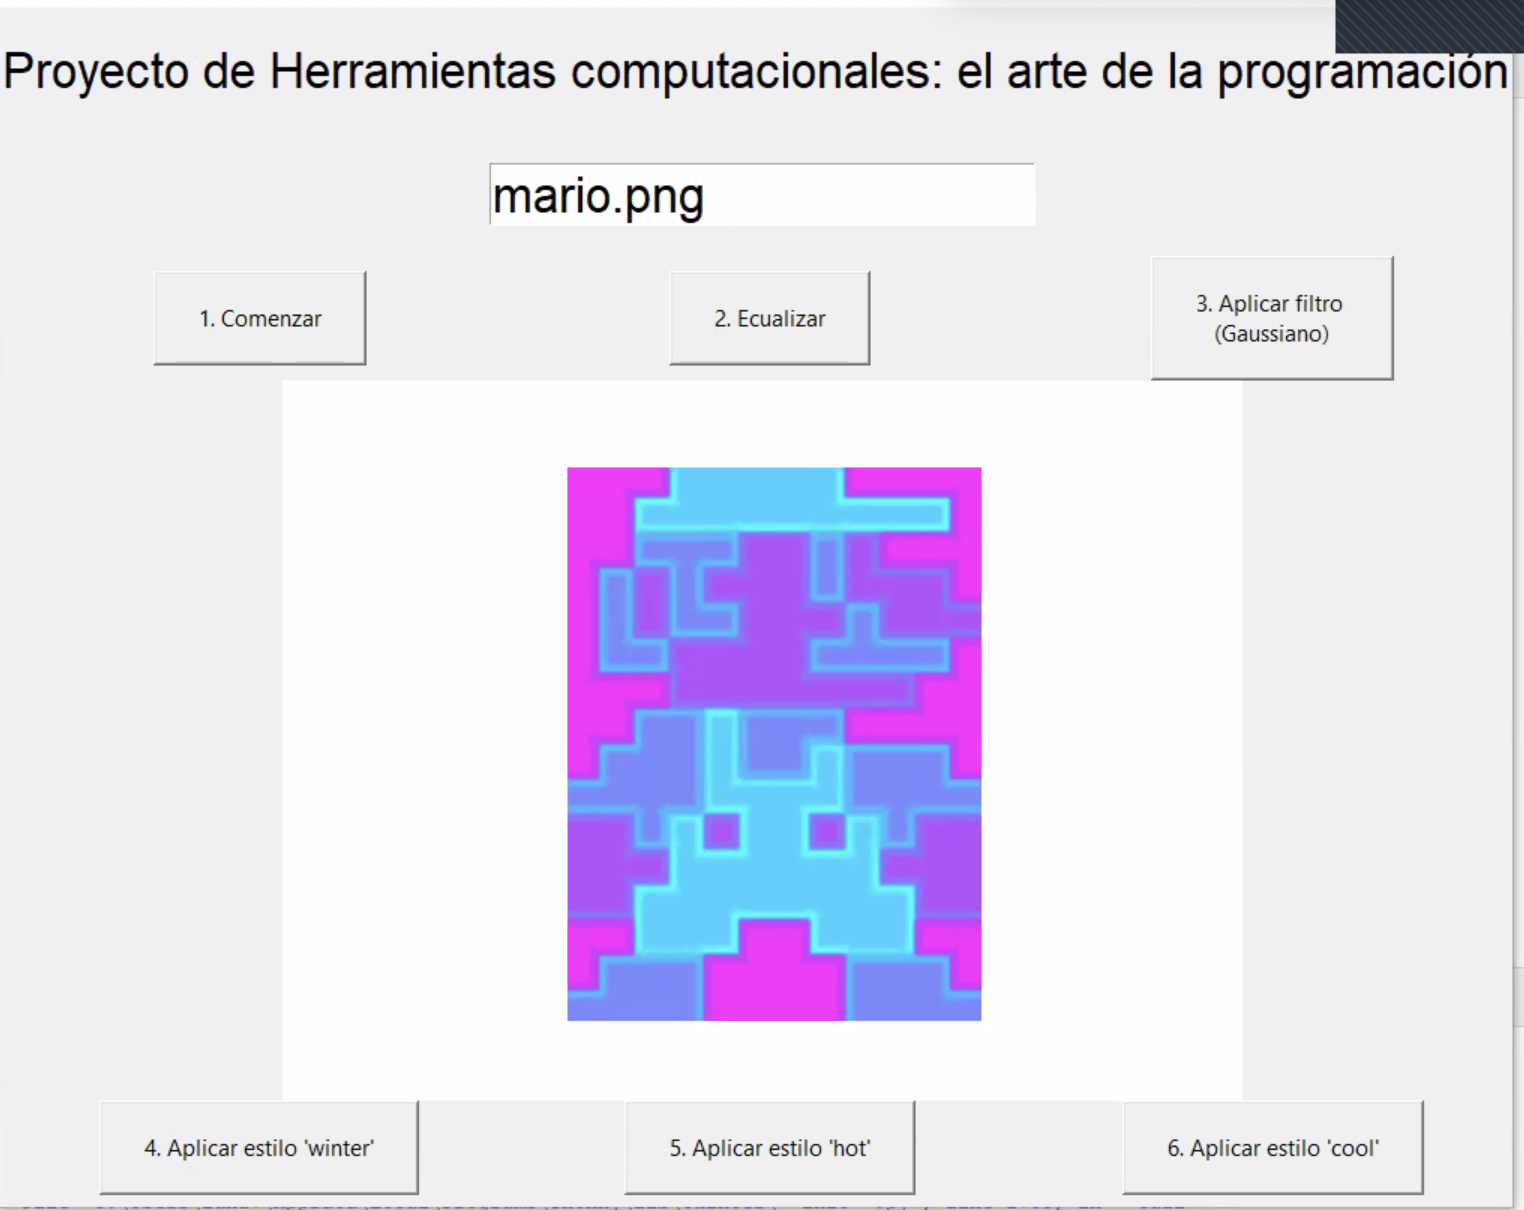 Proyecto de Herramientas computacionales: el arte de la programación
mario.png
1. Comenzar
2. Ecualizar
3. Aplicar filtro
(Gaussiano)
4. Aplicar estilo 'winter'
5. Aplicar estilo 'hot'
6. Aplicar estilo 'cool'